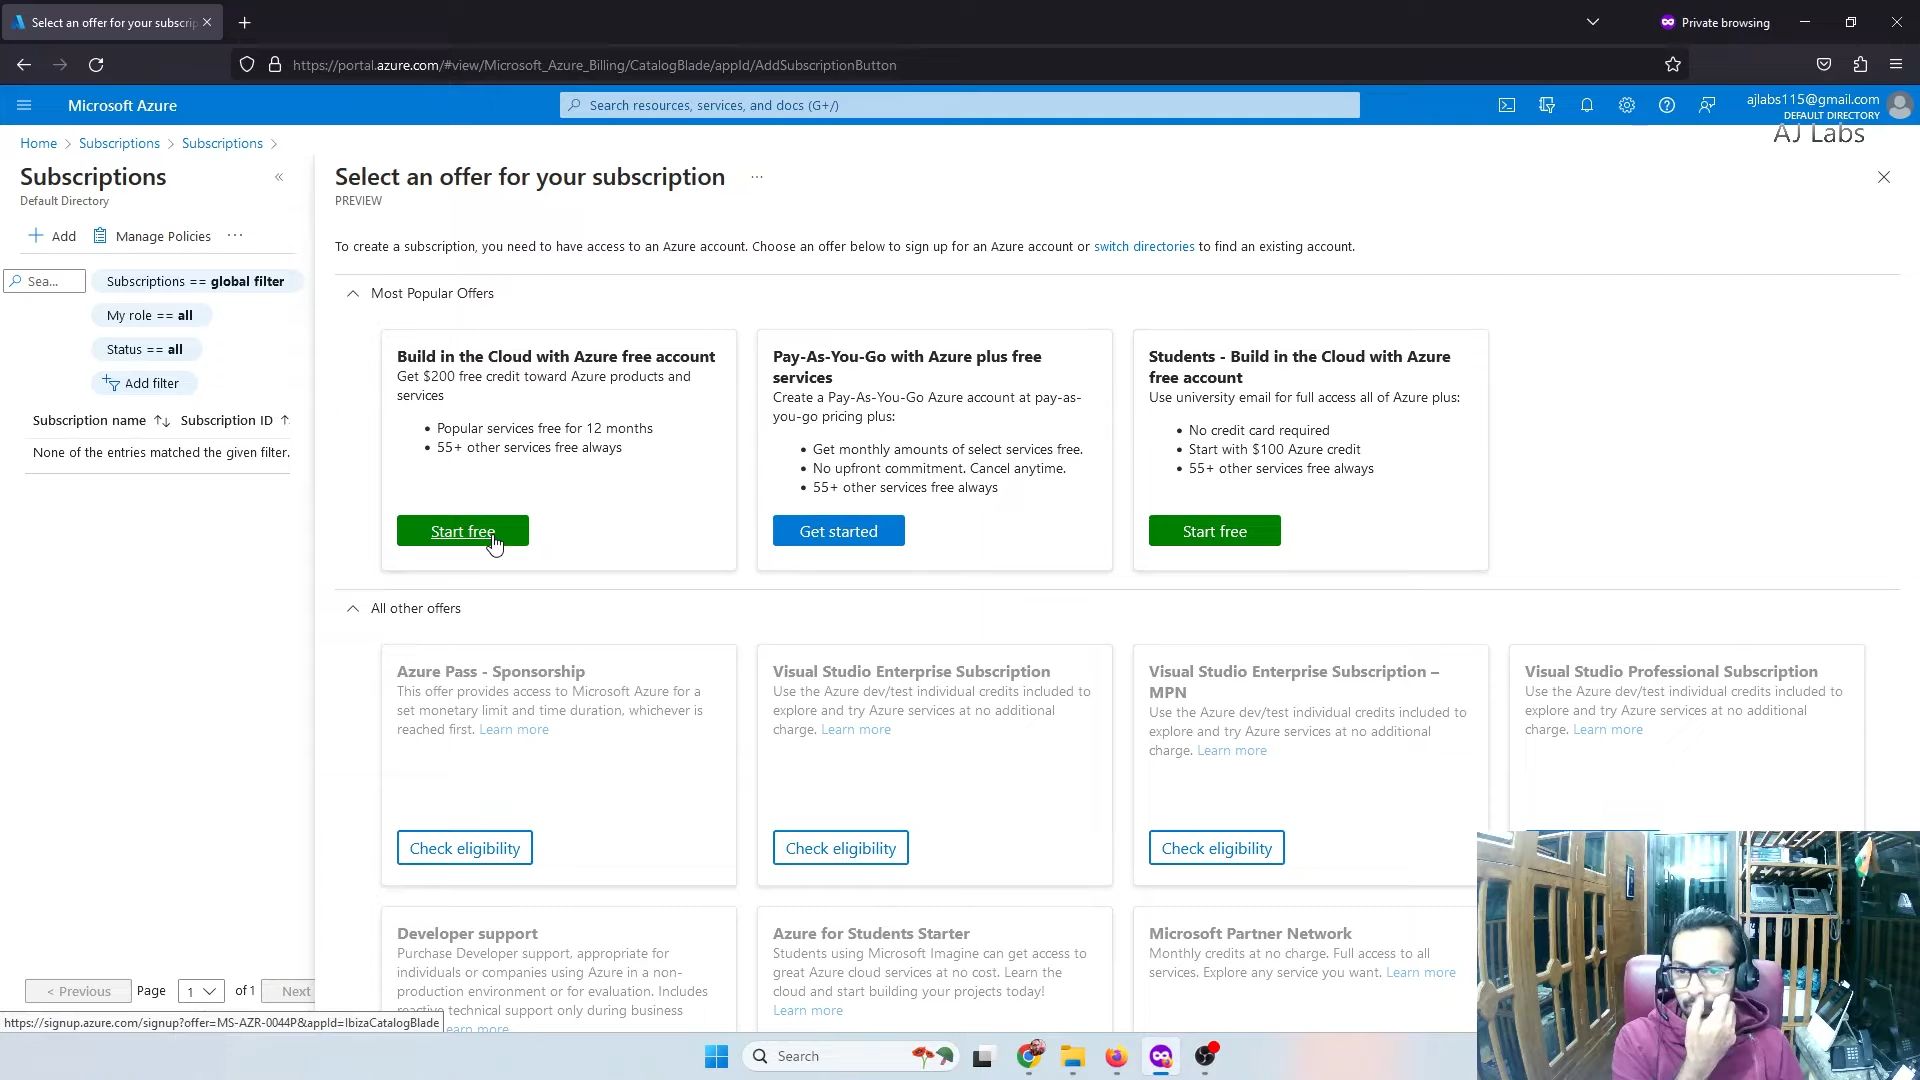 Select an offer for your subscrip
Private browsing
https://portal.azure.com/#view/Microsoft_Azure_Billing/CatalogBlade/appId/AddSubscriptionButton
Microsoft Azure
Search resources, services, and docs (G+/)
ajlabs115@gmail.com
DEFAULT DIRECTORY
AJ Labs
Home > Subscriptions > Subscriptions >
Subscriptions
Default Directory
Add
Manage Policies
Sea...
Subscriptions == global filter
My role == all
Status == all
Add filter
Subscription name ↑↓ Subscription ID ↑
None of the entries matched the given filter.
< Previous Page 1 of 1 Next
https://signup.azure.com/signup?offer=MS-AZR-0044P&appId=IbizaCatalogBlade
Select an offer for your subscription
PREVIEW
To create a subscription, you need to have access to an Azure account. Choose an offer below to sign up for an Azure account or switch directories to find an existing account.
Most Popular Offers
Build in the Cloud with Azure free account
Get $200 free credit toward Azure products and
services
• Popular services free for 12 months
• 55+ other services free always
Start free
Pay-As-You-Go with Azure plus free
services
Create a Pay-As-You-Go Azure account at pay-as-
you-go pricing plus:
• Get monthly amounts of select services free.
• No upfront commitment. Cancel anytime.
• 55+ other services free always
Get started
Students - Build in the Cloud with Azure
free account
Use university email for full access all of Azure plus:
• No credit card required
• Start with $100 Azure credit
• 55+ other services free always
Start free
All other offers
Azure Pass - Sponsorship
This offer provides access to Microsoft Azure for a
set monetary limit and time duration, whichever is
reached first. Learn more
Check eligibility
Visual Studio Enterprise Subscription
Use the Azure dev/test individual credits included to
explore and try Azure services at no additional
charge. Learn more
Check eligibility
Visual Studio Enterprise Subscription –
MPN
Use the Azure dev/test individual credits included to
explore and try Azure services at no additional
charge. Learn more
Check eligibility
Visual Studio Professional Subscription
Use the Azure dev/test individual credits included to
explore and try Azure services at no additional
charge. Learn more
Developer support
Purchase Developer support, appropriate for
individuals or companies using Azure in a non-
production environment or for evaluation. Includes
technical support only during business
Learn more
Azure for Students Starter
Students using Microsoft Imagine can get access to
great Azure cloud services at no cost. Learn the
cloud and start building your projects today!
Learn more
Microsoft Partner Network
Monthly credits at no charge. Full access to all
services. Explore any service you want. Learn more
Search